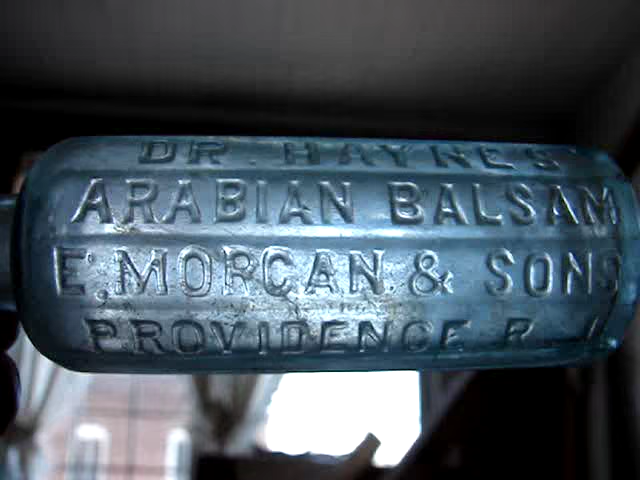 DR. HAYNES
ARABIAN BALSAM
E. MORGAN & SONS
PROVIDENCE R. I.